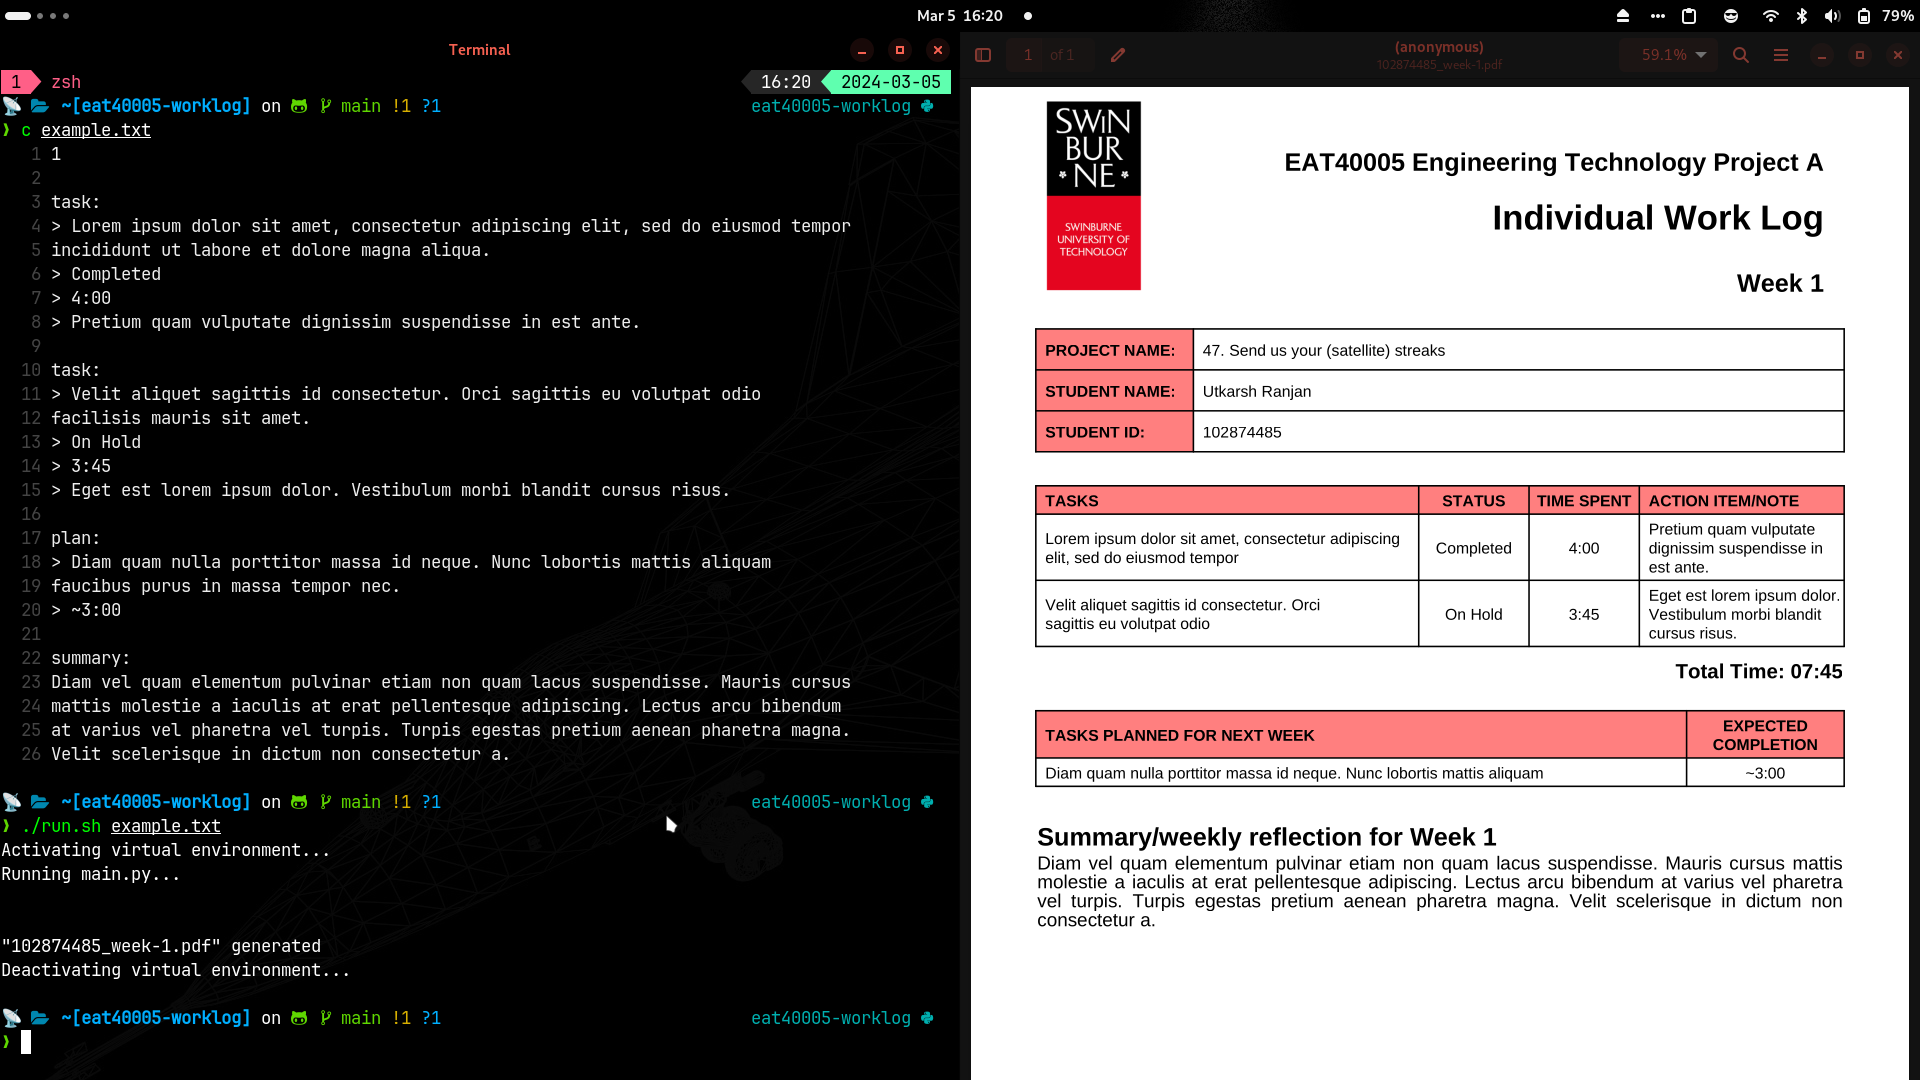 Mar 5 16:20
79%
Terminal
1 zsh
16:20 2024-03-05
~[eat40005-worklog] on main !1 ?1
eat40005-worklog
❯ c example.txt
1 1
2
3 task:
4 > Lorem ipsum dolor sit amet, consectetur adipiscing elit, sed do eiusmod tempor
5 incididunt ut labore et dolore magna aliqua.
6 > Completed
7 > 4:00
8 > Pretium quam vulputate dignissim suspendisse in est ante.
9
10 task:
11 > Velit aliquet sagittis id consectetur. Orci sagittis eu volutpat odio
12 facilisis mauris sit amet.
13 > On Hold
14 > 3:45
15 > Eget est lorem ipsum dolor. Vestibulum morbi blandit cursus risus.
16
17 plan:
18 > Diam quam nulla porttitor massa id neque. Nunc lobortis mattis aliquam
19 faucibus purus in massa tempor nec.
20 > ~3:00
21
22 summary:
23 Diam vel quam elementum pulvinar etiam non quam lacus suspendisse. Mauris cursus
24 mattis molestie a iaculis at erat pellentesque adipiscing. Lectus arcu bibendum
25 at varius vel pharetra vel turpis. Turpis egestas pretium aenean pharetra magna.
26 Velit scelerisque in dictum non consectetur a.
~[eat40005-worklog] on main !1 ?1
eat40005-worklog
❯ ./run.sh example.txt
Activating virtual environment...
Running main.py...
"102874485_week-1.pdf" generated
Deactivating virtual environment...
~[eat40005-worklog] on main !1 ?1
eat40005-worklog
❯
1 of 1
(anonymous)
102874485_week-1.pdf
59.1%
SWiN
BUR
* NE *
SWINBURNE
UNIVERSITY OF
TECHNOLOGY
EAT40005 Engineering Technology Project A
Individual Work Log
Week 1
PROJECT NAME: 47. Send us your (satellite) streaks
STUDENT NAME: Utkarsh Ranjan
STUDENT ID: 102874485
TASKS STATUS TIME SPENT ACTION ITEM/NOTE
Lorem ipsum dolor sit amet, consectetur adipiscing
elit, sed do eiusmod tempor
Completed
4:00
Pretium quam vulputate
dignissim suspendisse in
est ante.
Velit aliquet sagittis id consectetur. Orci
sagittis eu volutpat odio
On Hold
3:45
Eget est lorem ipsum dolor.
Vestibulum morbi blandit
cursus risus.
Total Time: 07:45
TASKS PLANNED FOR NEXT WEEK
EXPECTED
COMPLETION
Diam quam nulla porttitor massa id neque. Nunc lobortis mattis aliquam
~3:00
Summary/weekly reflection for Week 1
Diam vel quam elementum pulvinar etiam non quam lacus suspendisse. Mauris cursus mattis
molestie a iaculis at erat pellentesque adipiscing. Lectus arcu bibendum at varius vel pharetra
vel turpis. Turpis egestas pretium aenean pharetra magna. Velit scelerisque in dictum non
consectetur a.